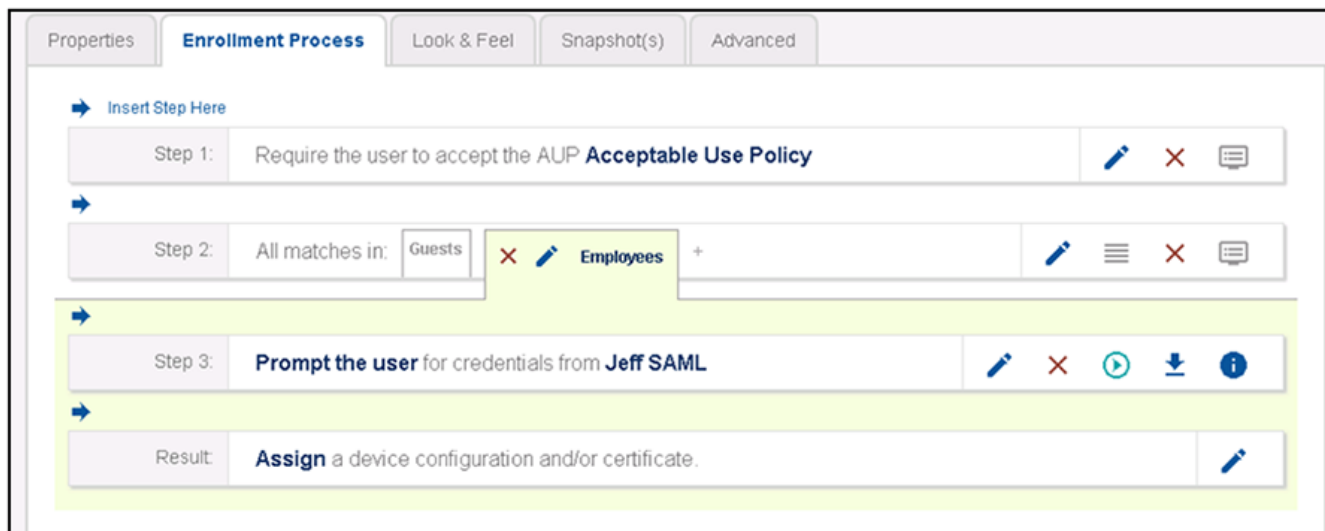 Properties Enrollment Process Look & Feel Snapshot(s) Advanced
Insert Step Here
Step 1: Require the user to accept the AUP Acceptable Use Policy
Step 2: All matches in: Guests Employees +
Step 3: Prompt the user for credentials from Jeff SAML
Result: Assign a device configuration and/or certificate.